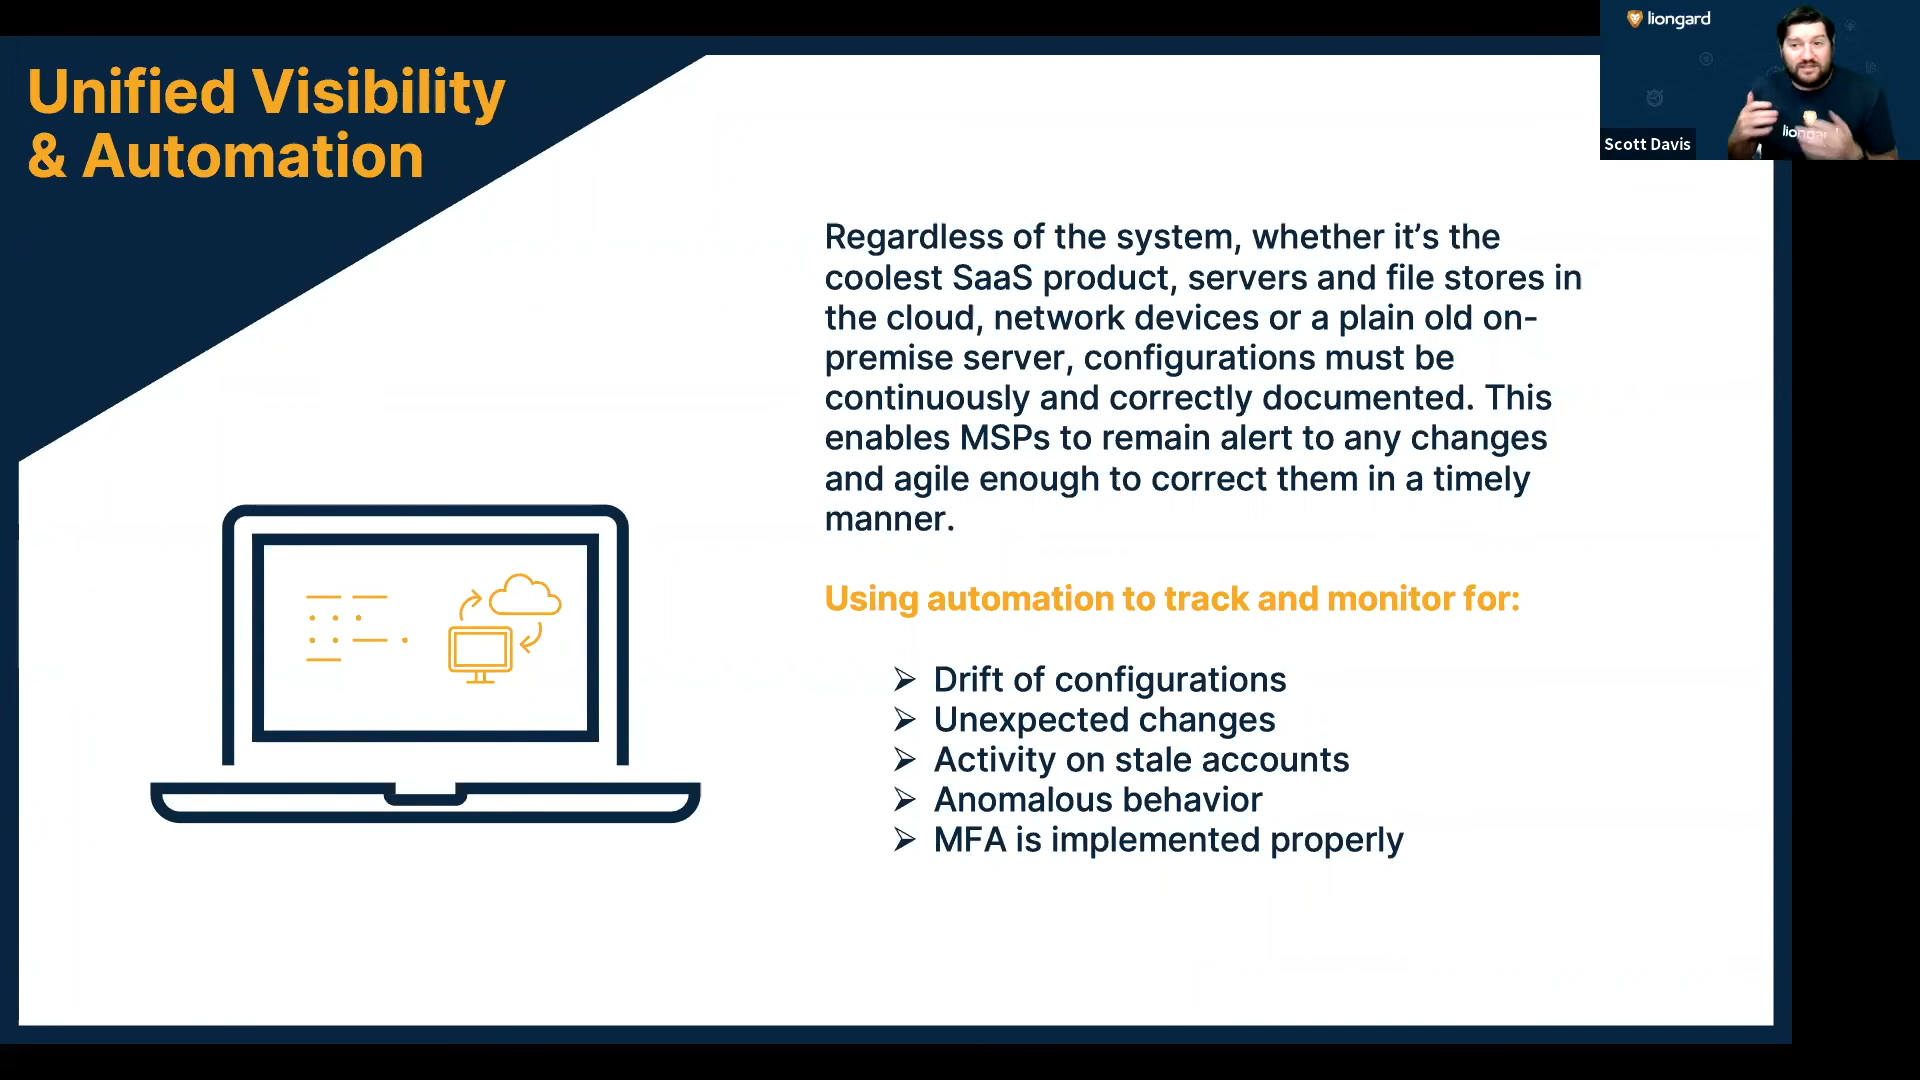 Unified Visibility
& Automation
liongard
Scott Davis
Regardless of the system, whether it’s the
coolest SaaS product, servers and file stores in
the cloud, network devices or a plain old on-
premise server, configurations must be
continuously and correctly documented. This
enables MSPs to remain alert to any changes
and agile enough to correct them in a timely
manner.
Using automation to track and monitor for:
➢ Drift of configurations
➢ Unexpected changes
➢ Activity on stale accounts
➢ Anomalous behavior
➢ MFA is implemented properly